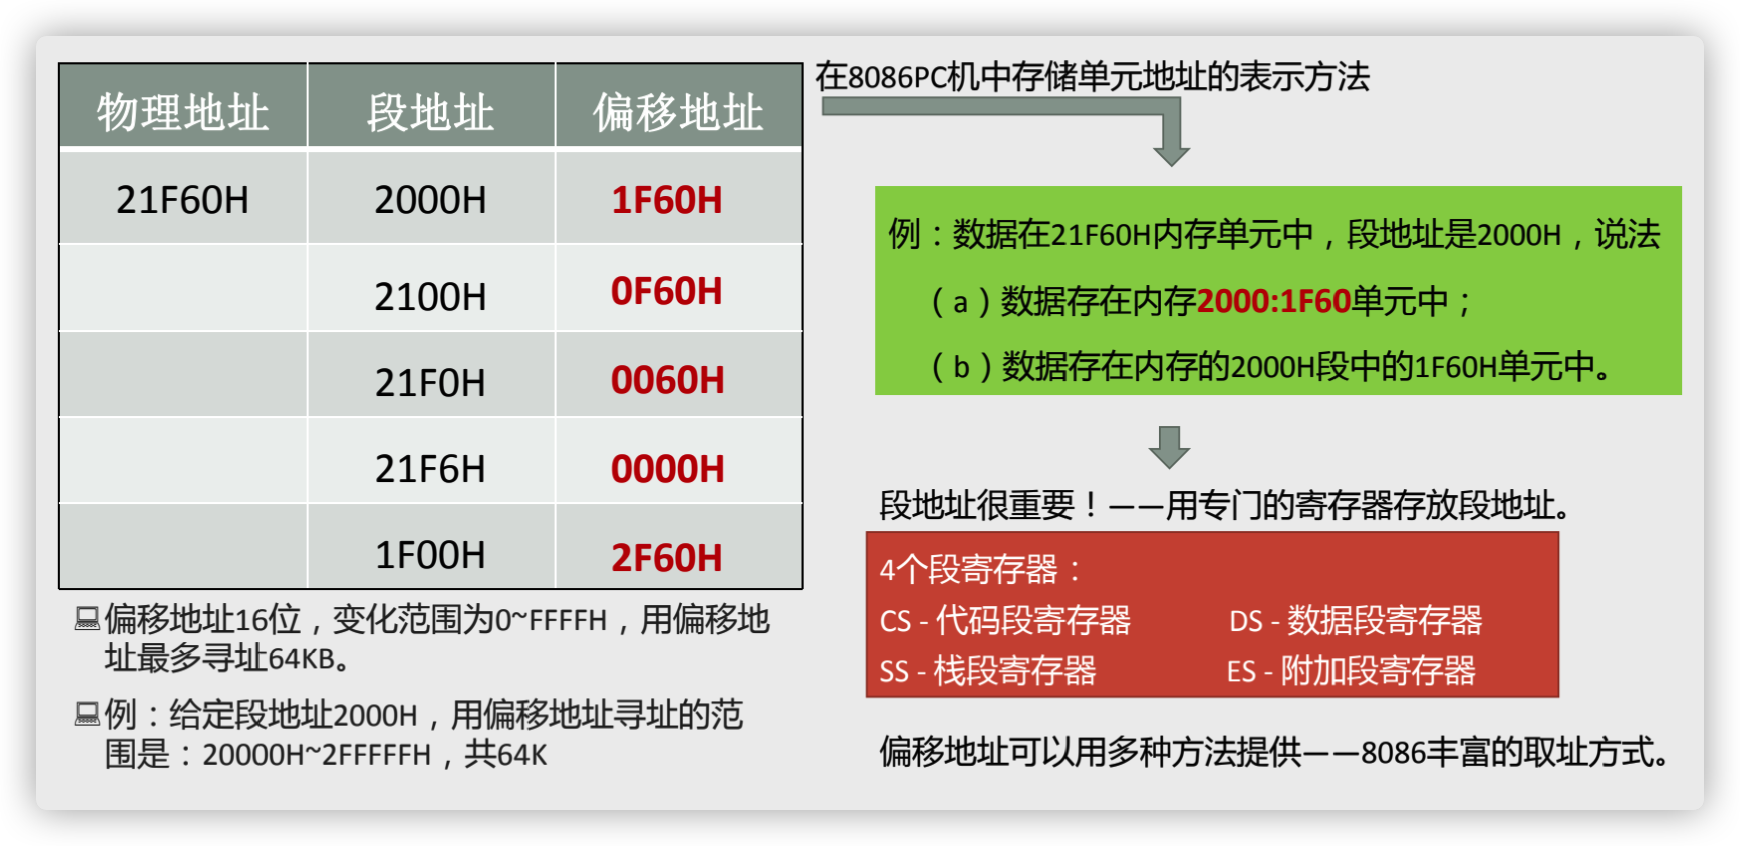 物理地址 段地址 偏移地址
21F60H 2000H 1F60H
2100H 0F60H
21F0H 0060H
21F6H 0000H
1F00H 2F60H
偏移地址16位，变化范围为0~FFFFH，用偏移地
址最多寻址64KB。
例：给定段地址2000H，用偏移地址寻址的范
围是：20000H~2FFFFFH，共64K
在8086PC机中存储单元地址的表示方法
例：数据在21F60H内存单元中，段地址是2000H，说法
（a）数据存在内存2000:1F60单元中；
（b）数据存在内存的2000H段中的1F60H单元中。
段地址很重要！——用专门的寄存器存放段地址。
4个段寄存器：
CS - 代码段寄存器 DS - 数据段寄存器
SS - 栈段寄存器 ES - 附加段寄存器
偏移地址可以用多种方法提供——8086丰富的取址方式。